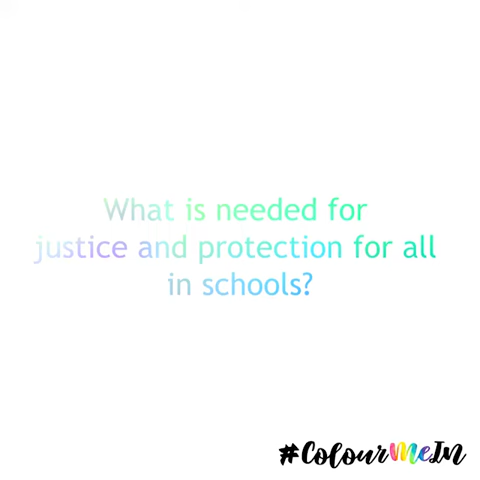 What is needed for
justice and protection for all
in schools?
#ColourMeIn